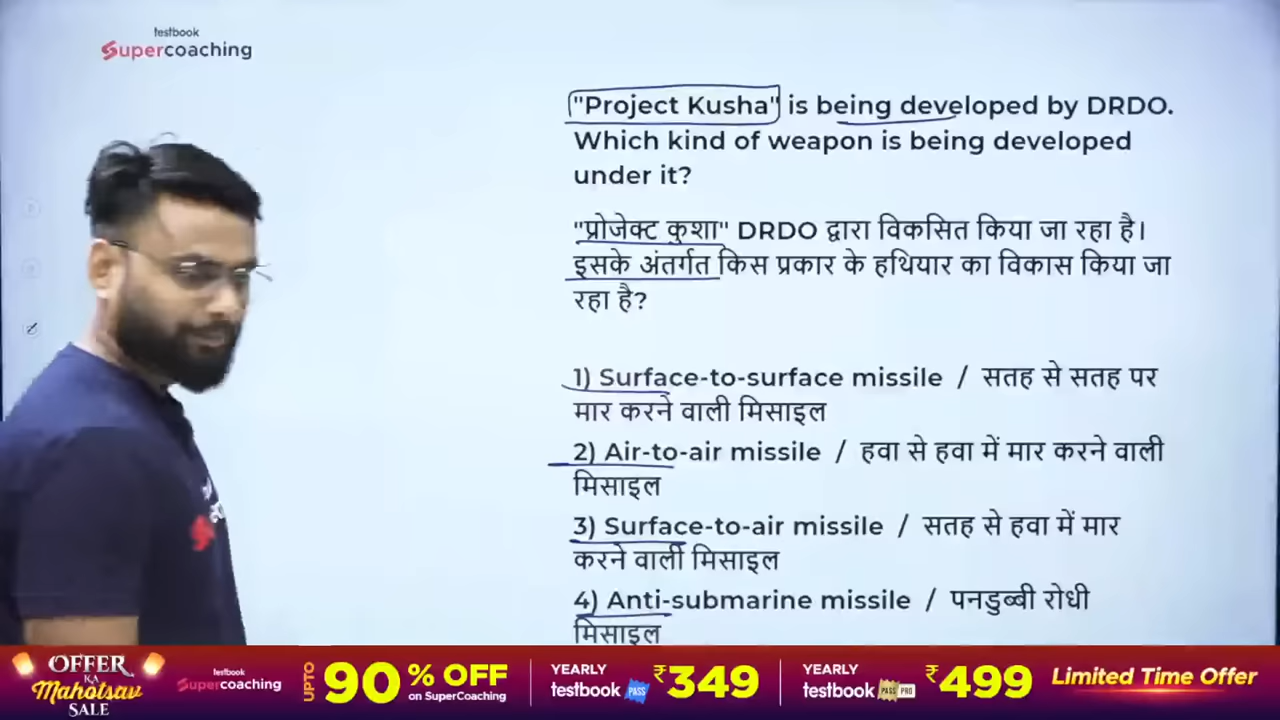 testbook
Supercoaching
"Project Kusha" is being developed by DRDO.
Which kind of weapon is being developed
under it?
"प्रोजेक्ट कुशा" DRDO द्वारा विकसित किया जा रहा है।
इसके अंतर्गत किस प्रकार के हथियार का विकास किया जा
रहा है?
1) Surface-to-surface missile / सतह से सतह पर
मार करने वाली मिसाइल
2) Air-to-air missile / हवा से हवा में मार करने वाली
मिसाइल
3) Surface-to-air missile / सतह से हवा में मार
करने वाली मिसाइल
4) Anti-submarine missile / पनडुब्बी रोधी
मिसाइल
OFFER
KA
Mahotsav
SALE
testbook
Supercoaching
UPTO
90% OFF
on SuperCoaching
YEARLY
testbook PASS
₹349
YEARLY
testbook PASS PRO
₹499
Limited Time Offer